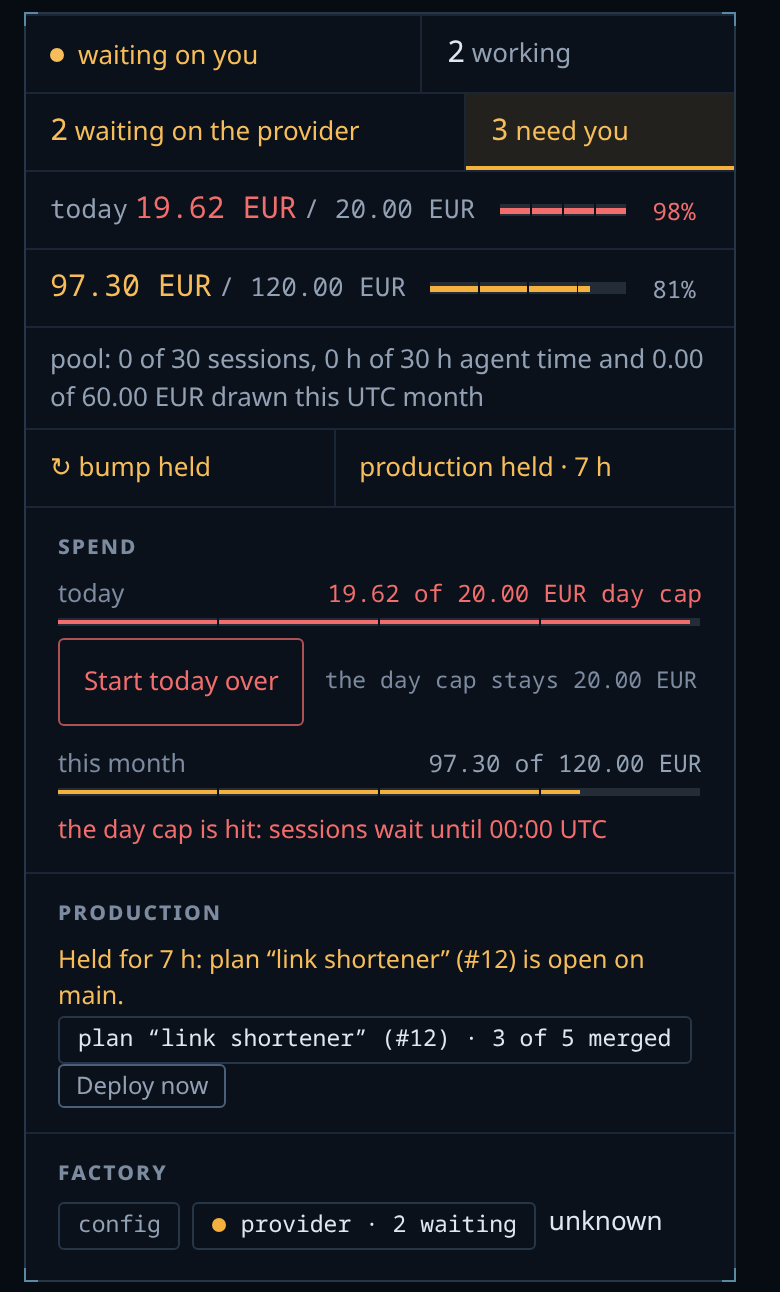 waiting on you
2 working
2 waiting on the provider
3 need you
today 19.62 EUR / 20.00 EUR 98%
97.30 EUR / 120.00 EUR 81%
pool: 0 of 30 sessions, 0 h of 30 h agent time and 0.00
of 60.00 EUR drawn this UTC month
↻ bump held
production held · 7 h
SPEND
today 19.62 of 20.00 EUR day cap
Start today over the day cap stays 20.00 EUR
this month 97.30 of 120.00 EUR
the day cap is hit: sessions wait until 00:00 UTC
PRODUCTION
Held for 7 h: plan “link shortener” (#12) is open on
main.
plan “link shortener” (#12) · 3 of 5 merged
Deploy now
FACTORY
config provider · 2 waiting unknown